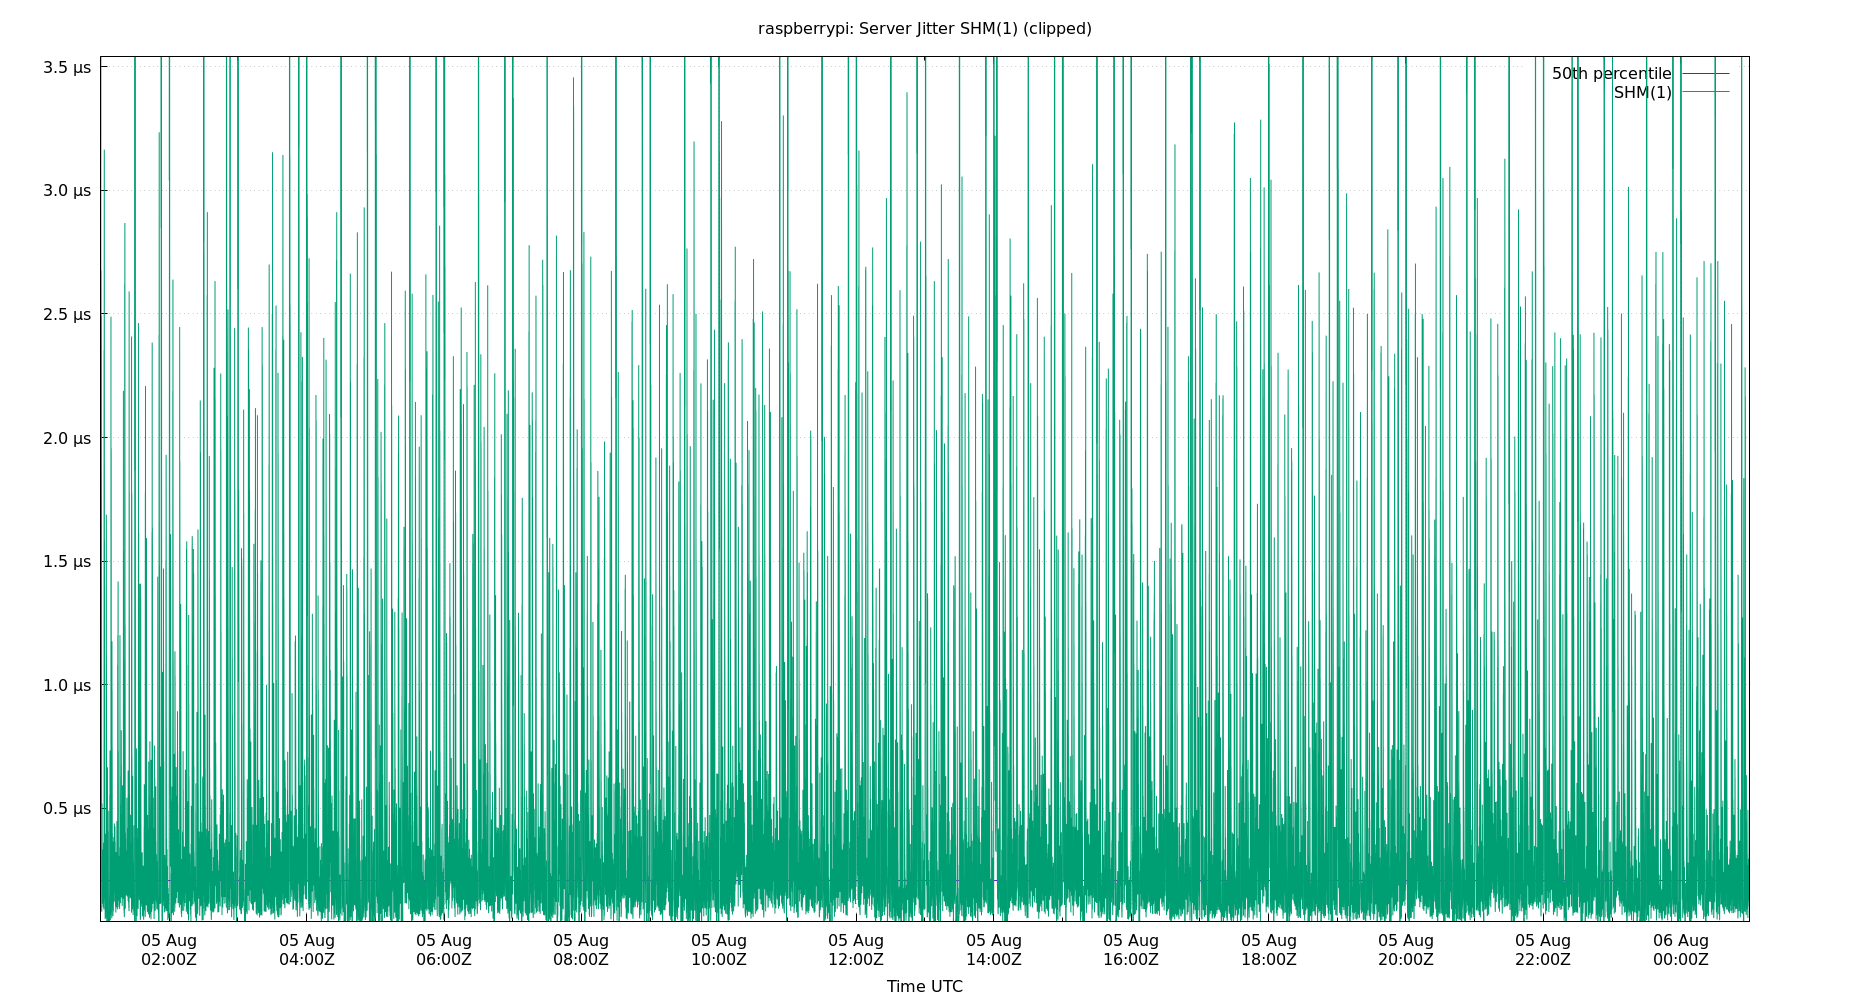 raspberrypi: Server Jitter SHM(1) (clipped)
50th percentile
SHM(1)
3.5 µs
3.0 µs
2.5 µs
2.0 µs
1.5 µs
1.0 µs
0.5 µs
05 Aug 05 Aug 05 Aug 05 Aug 05 Aug 05 Aug 05 Aug 05 Aug 05 Aug 05 Aug 05 Aug 06 Aug
02:00Z 04:00Z 06:00Z 08:00Z 10:00Z 12:00Z 14:00Z 16:00Z 18:00Z 20:00Z 22:00Z 00:00Z
Time UTC